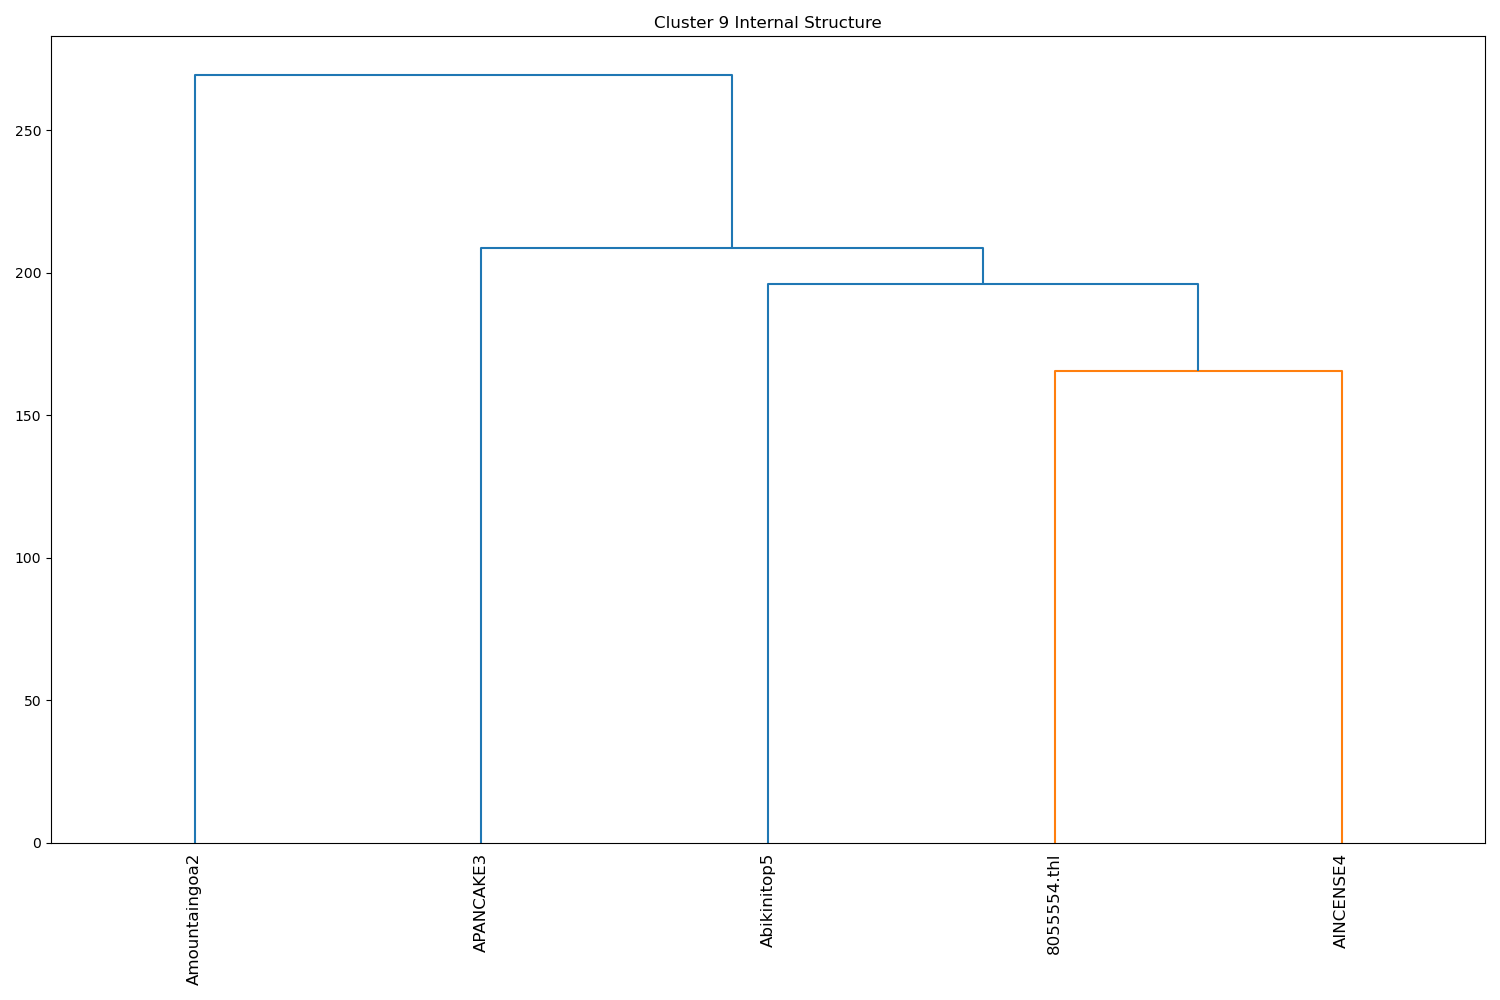 Cluster 9 Internal Structure
250
200
150
100
50
0
Amountaingoa2
APANCAKE3
Abikinitop5
8055554.thl
AINCENSE4